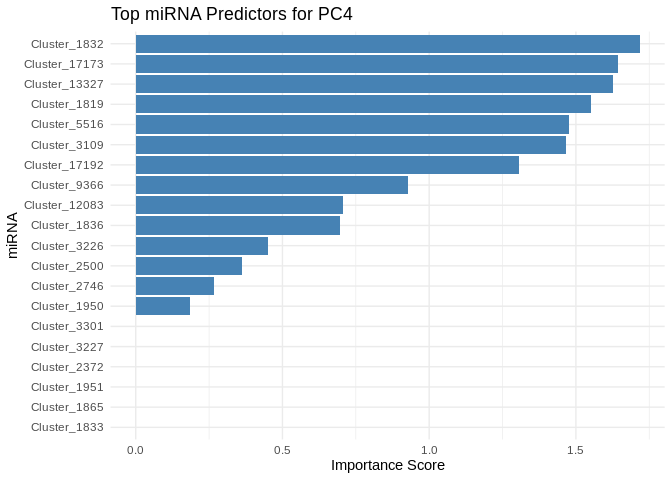 Top miRNA Predictors for PC4
Cluster_1832
Cluster_17173
Cluster_13327
Cluster_1819
Cluster_5516
Cluster_3109
Cluster_17192
Cluster_9366
Cluster_12083
Cluster_1836
Cluster_3226
Cluster_2500
Cluster_2746
Cluster_1950
Cluster_3301
Cluster_3227
Cluster_2372
Cluster_1951
Cluster_1865
Cluster_1833
miRNA
0.0 0.5 1.0 1.5
Importance Score